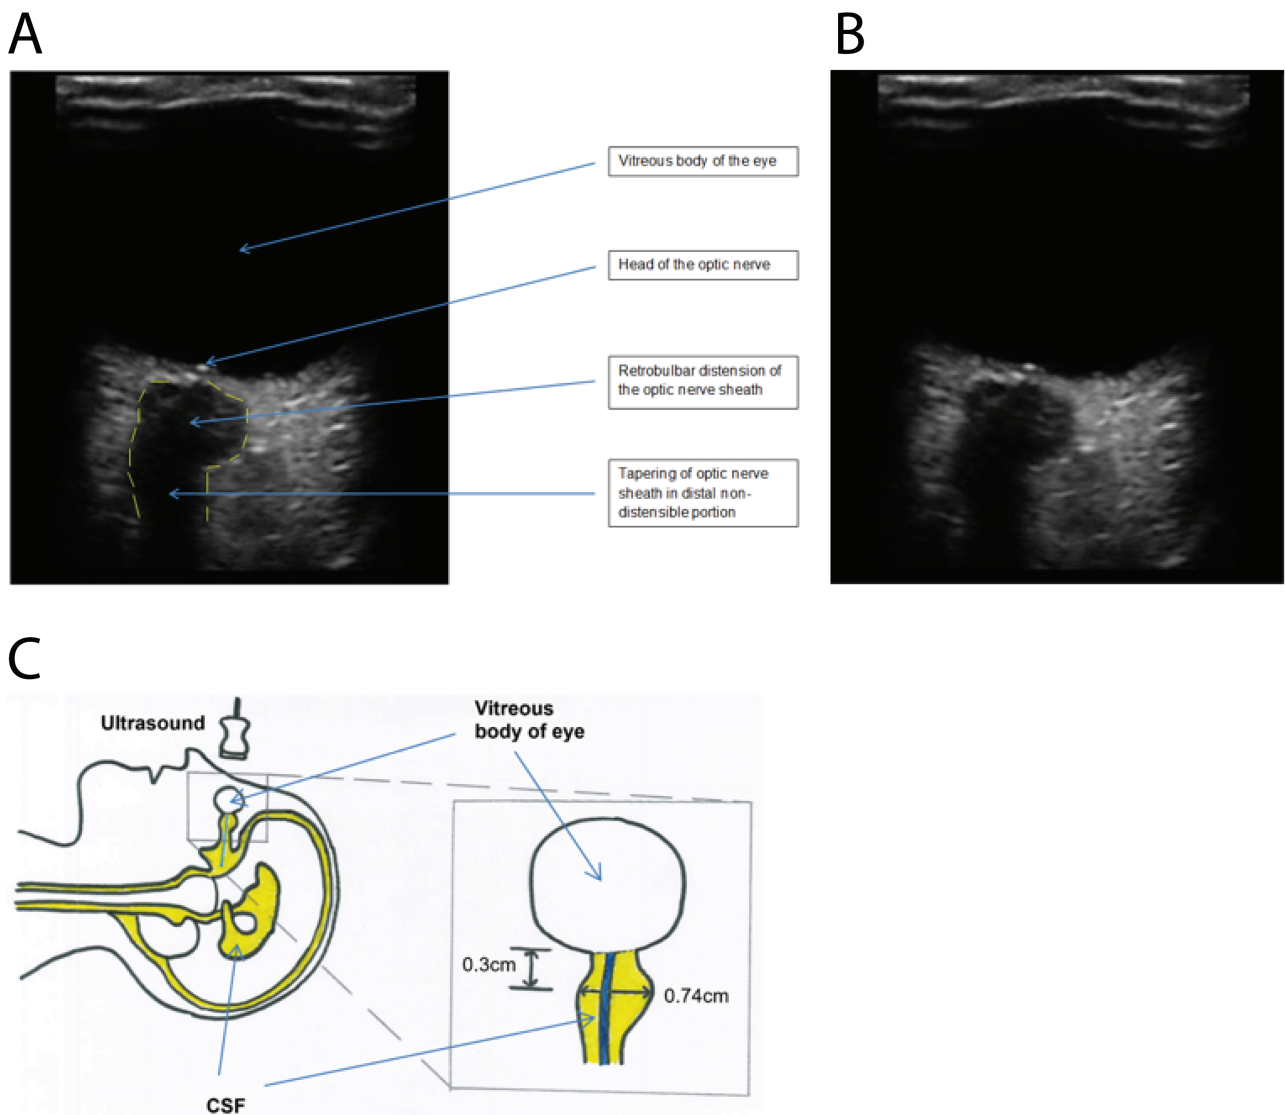 A
B
Vitreous body of the eye
Head of the optic nerve
Retrobulbar distension of
the optic nerve sheath
Tapering of optic nerve
sheath in distal non-
distensible portion
C
Ultrasound
Vitreous
body of eye
0.3cm
0.74cm
CSF